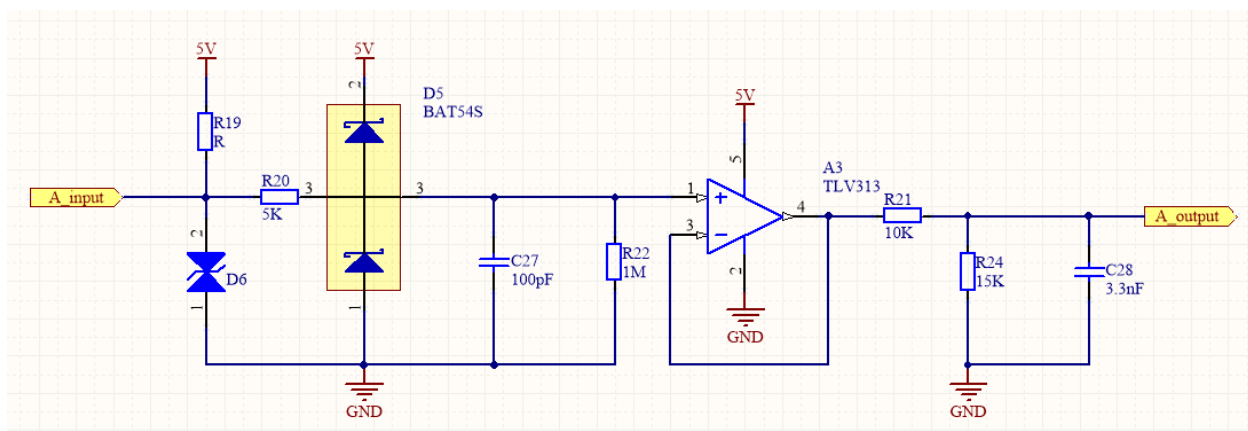 5V
5V
2
D5
BAT54S
5V
R19
R
5
A3
TLV313
A_input
R20
5K
3
3
1
+
4
R21
10K
A_output
2
3
−
D6
C27
100pF
R22
1M
R24
15K
C28
3.3nF
2
1
1
GND
GND
GND